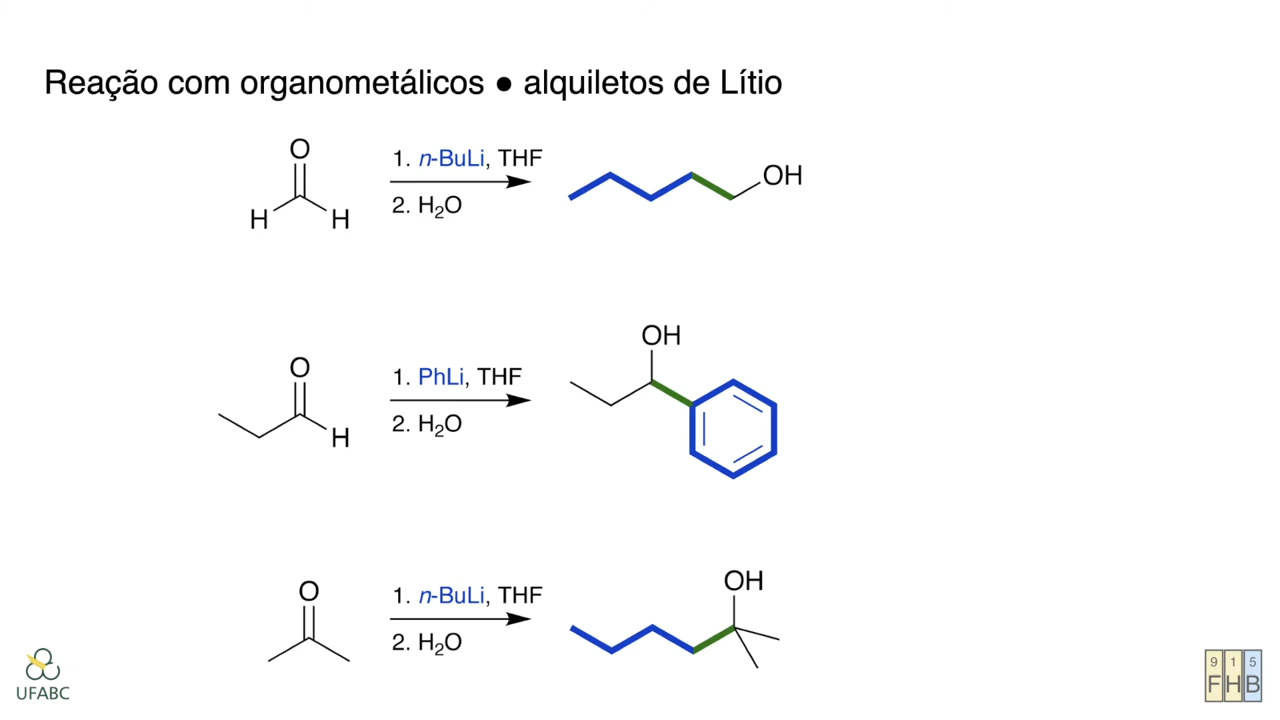 Reação com organometálicos ● alquiletos de Lítio
O
H H
1. n-BuLi, THF
2. H₂O
OH
O
H
1. PhLi, THF
2. H₂O
OH
O
1. n-BuLi, THF
2. H₂O
OH
UFABC
9 1 5
F H B